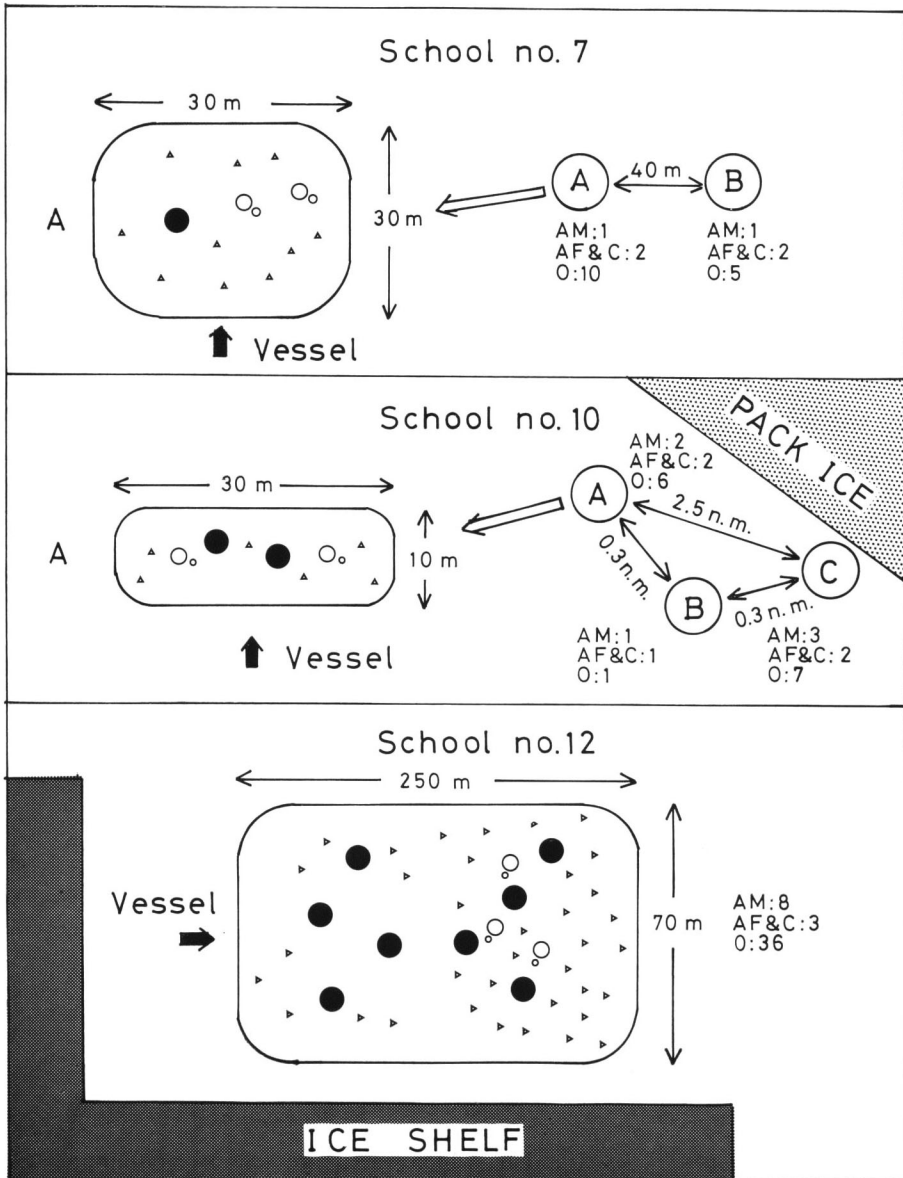 School no. 7
30 m
A
30 m
A
40 m
B
AM:1
AF&C:2
O:10
AM:1
AF&C:2
O:5
Vessel
School no. 10
PACK ICE
AM:2
AF&C:2
O:6
30 m
A
10 m
A
2.5 n. m.
0.3 n. m.
C
B
0.3 n. m.
AM:1
AF&C:1
O:1
AM:3
AF&C:2
O:7
Vessel
School no.12
250 m
Vessel
70 m
AM:8
AF&C:3
O:36
ICE SHELF